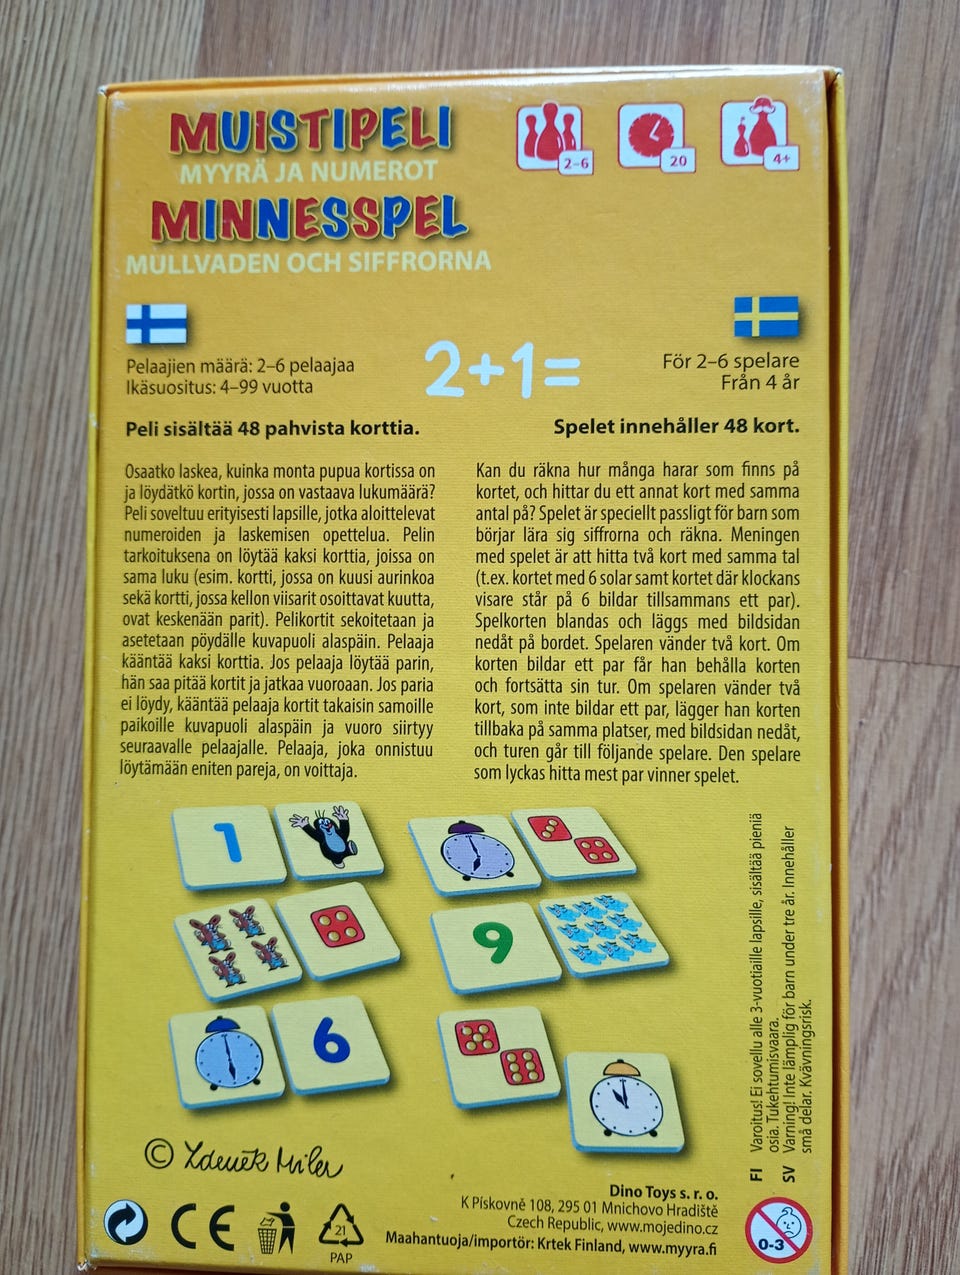 MUISTIPELI
MYYRÄ JA NUMEROT
MINNESSPEL
MULLVADEN OCH SIFFRORNA
2–6
20
4+
Pelaajien määrä: 2–6 pelaajaa
Ikäsuositus: 4–99 vuotta
2+1=
För 2–6 spelare
Från 4 år
Peli sisältää 48 pahvista korttia.
Spelet innehåller 48 kort.
Osaatko laskea, kuinka monta pupua kortissa on
ja löydätkö kortin, jossa on vastaava lukumäärä?
Peli soveltuu erityisesti lapsille, jotka aloittelevat
numeroiden ja laskemisen opettelua. Pelin
tarkoituksena on löytää kaksi korttia, joissa on
sama luku (esim. kortti, jossa on kuusi aurinkoa
sekä kortti, jossa kellon viisarit osoittavat kuutta,
ovat keskenään parit). Pelikortit sekoitetaan ja
asetetaan pöydälle kuvapuoli alaspäin. Pelaaja
kääntää kaksi korttia. Jos pelaaja löytää parin,
hän saa pitää kortit ja jatkaa vuoroaan. Jos paria
ei löydy, kääntää pelaaja kortit takaisin samoille
paikoille kuvapuoli alaspäin ja vuoro siirtyy
seuraavalle pelaajalle. Pelaaja, joka onnistuu
löytämään eniten pareja, on voittaja.
Kan du räkna hur många harar som finns på
kortet, och hittar du ett annat kort med samma
antal på? Spelet är speciellt passligt för barn som
börjar lära sig siffrorna och räkna. Meningen
med spelet är att hitta två kort med samma tal
(t.ex. kortet med 6 solar samt kortet där klockans
visare står på 6 bildar tillsammans ett par).
Spelkorten blandas och läggs med bildsidan
nedåt på bordet. Spelaren vänder två kort. Om
korten bildar ett par får han behålla korten
och fortsätta sin tur. Om spelaren vänder två
kort, som inte bildar ett par, lägger han korten
tillbaka på samma platser, med bildsidan nedåt,
och turen går till följande spelare. Den spelare
som lyckas hitta mest par vinner spelet.
1
9
6
FI Varoitus! Ei sovellu alle 3-vuotiaille lapsille, sisältää pieniä
osia. Tukehtumisvaara.
SV Varning! Inte lämplig för barn under tre år. Innehåller
små delar. Kvävningsrisk.
© Zdeněk Miler
Dino Toys s. r. o.
K Pískovně 108, 295 01 Mnichovo Hradiště
Czech Republic, www.mojedino.cz
Maahantuoja/importör: Krtek Finland, www.myyra.fi
CE
21
PAP
0-3